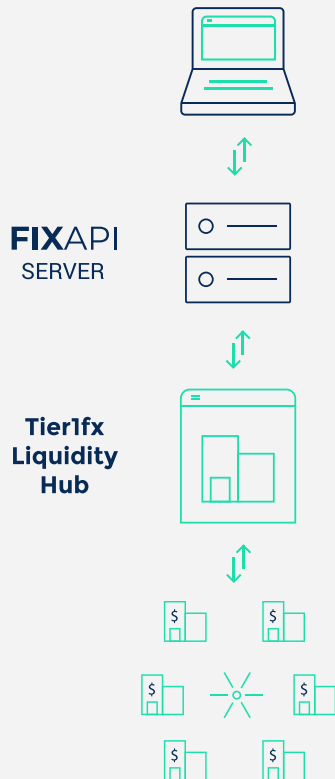 FIXAPI
SERVER
Tier1fx
Liquidity
Hub
$
$
$
$
$
$